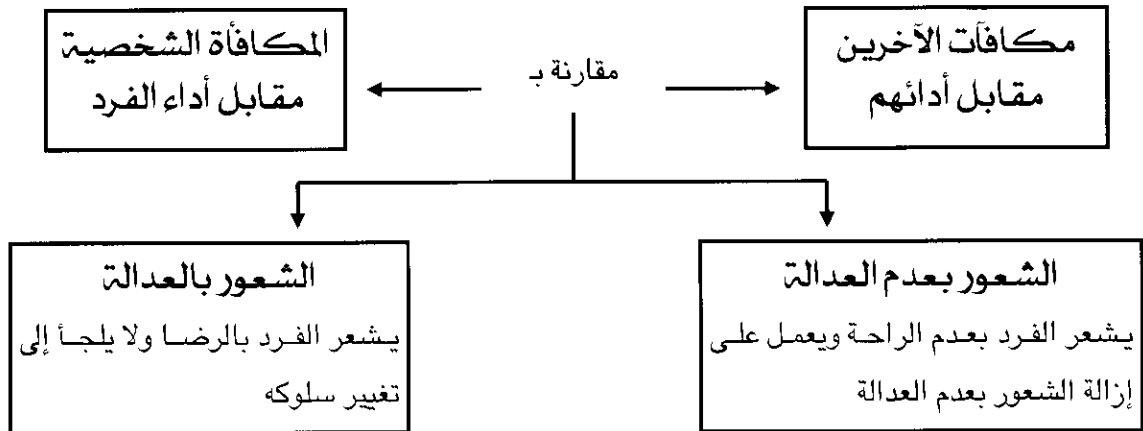 مكافآت الآخرين
مقابل أدائهم
مقارنة بـ
المكافأة الشخصية
مقابل أداء الفرد
الشعور بعدم العدالة
يشعر الفرد بعدم الراحة ويعمل على
إزالة الشعور بعدم العدالة
الشعور بالعدالة
يشعر الفرد بالرضا ولا يلجأ إلى
تغيير سلوكه